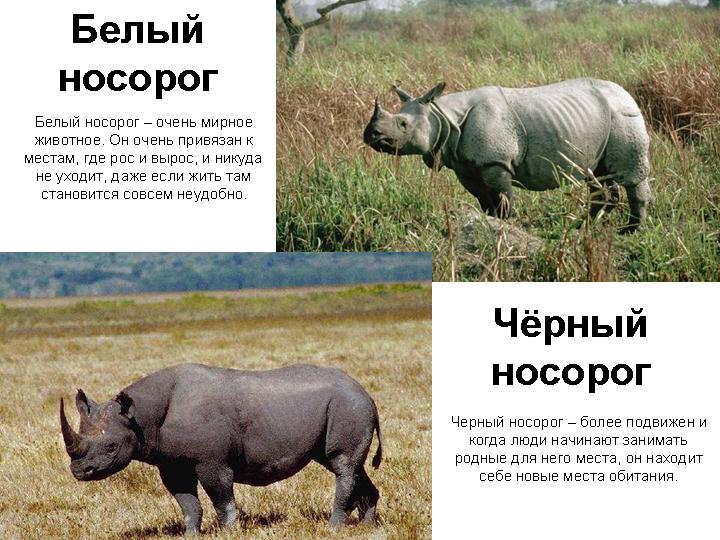 Белый
носорог
Белый носорог – очень мирное
животное. Он очень привязан к
местам, где рос и вырос, и никуда
не уходит, даже если жить там
становится совсем неудобно.
Чёрный
носорог
Черный носорог – более подвижен и
когда люди начинают занимать
родные для него места, он находит
себе новые места обитания.